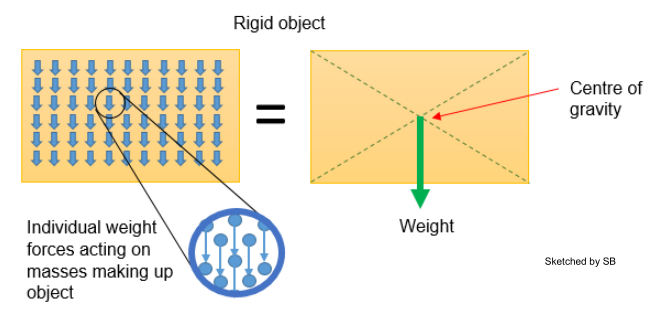 Rigid object
Centre of
gravity
Weight
Individual weight
forces acting on
masses making up
object
Sketched by SB